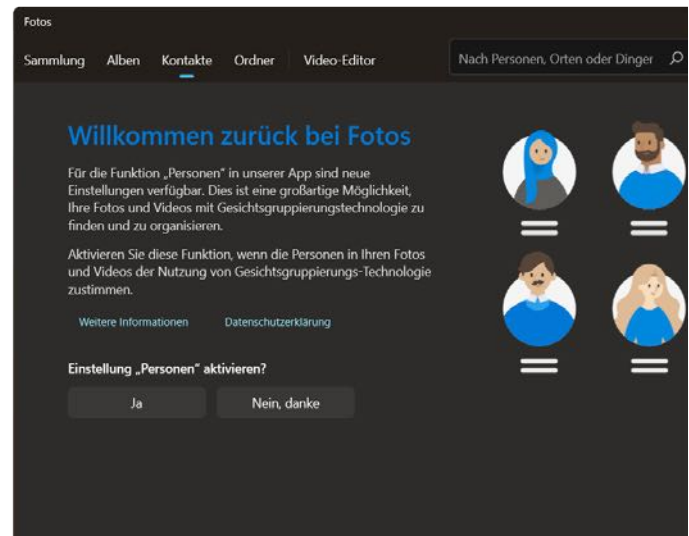 Fotos
Sammlung Alben Kontakte Ordner Video-Editor Nach Personen, Orten oder Dinger
Willkommen zurück bei Fotos
Für die Funktion „Personen“ in unserer App sind neue
Einstellungen verfügbar. Dies ist eine großartige Möglichkeit,
Ihre Fotos und Videos mit Gesichtsgruppierungstechnologie zu
finden und zu organisieren.
Aktivieren Sie diese Funktion, wenn die Personen in Ihren Fotos
und Videos der Nutzung von Gesichtsgruppierungs-Technologie
zustimmen.
Weitere Informationen Datenschutzerklärung
Einstellung „Personen“ aktivieren?
Ja Nein, danke